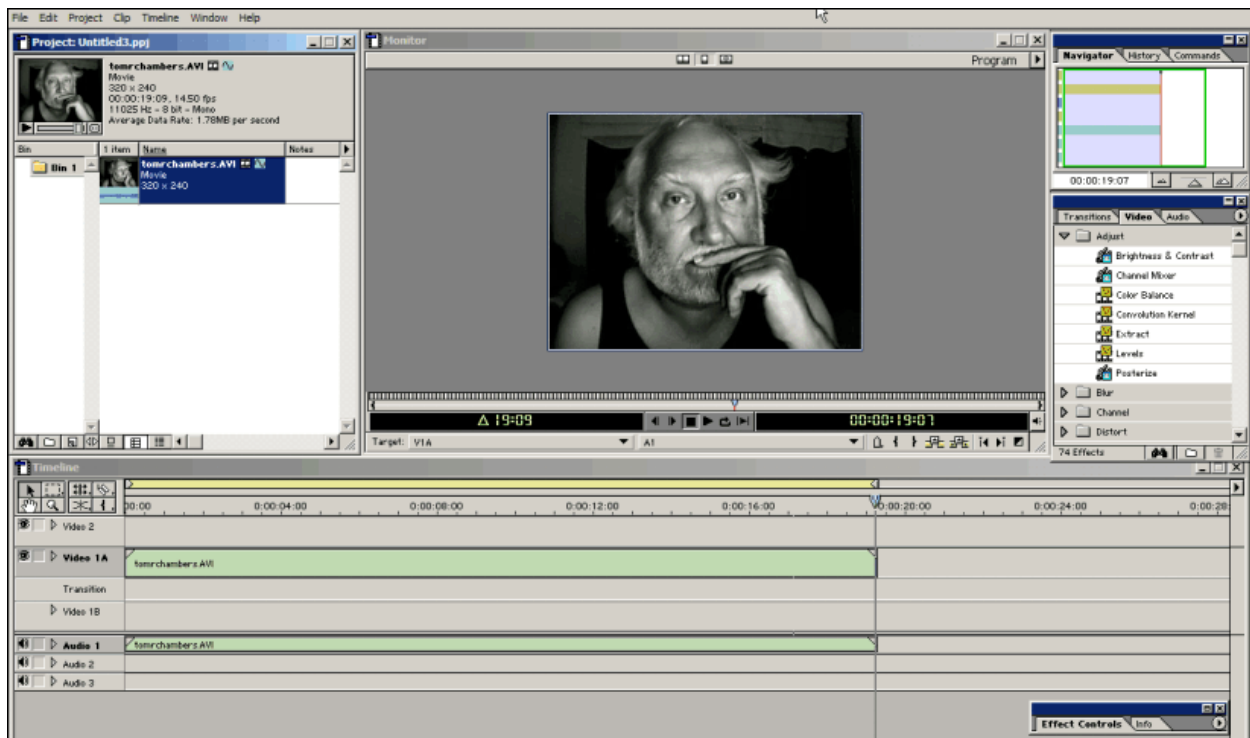 File Edit Project Clip Timeline Window Help
Project: Untitled3.ppj
tomrchambers.AVI
Movie
320 x 240
00:00:19:09, 14.50 fps
11025 Hz - 8 bit - Mono
Average Data Rate: 1.78MB per second
Bin 1 item Name Notes
Bin 1
tomrchambers.AVI
Movie
320 x 240
Monitor
Program
19:09
00:00:19:07
Target: V1A A1
Navigator History Commands
00:00:19:07
Transitions Video Audio
Adjust
Brightness & Contrast
Channel Mixer
Color Balance
Convolution Kernel
Extract
Levels
Posterize
Blur
Channel
Distort
74 Effects
Timeline
00:00 0:00:04:00 0:00:08:00 0:00:12:00 0:00:16:00 0:00:20:00 0:00:24:00 0:00:28:
Video 2
Video 1A tomrchambers.AVI
Transition
Video 1B
Audio 1 tomrchambers.AVI
Audio 2
Audio 3
Effect Controls Info